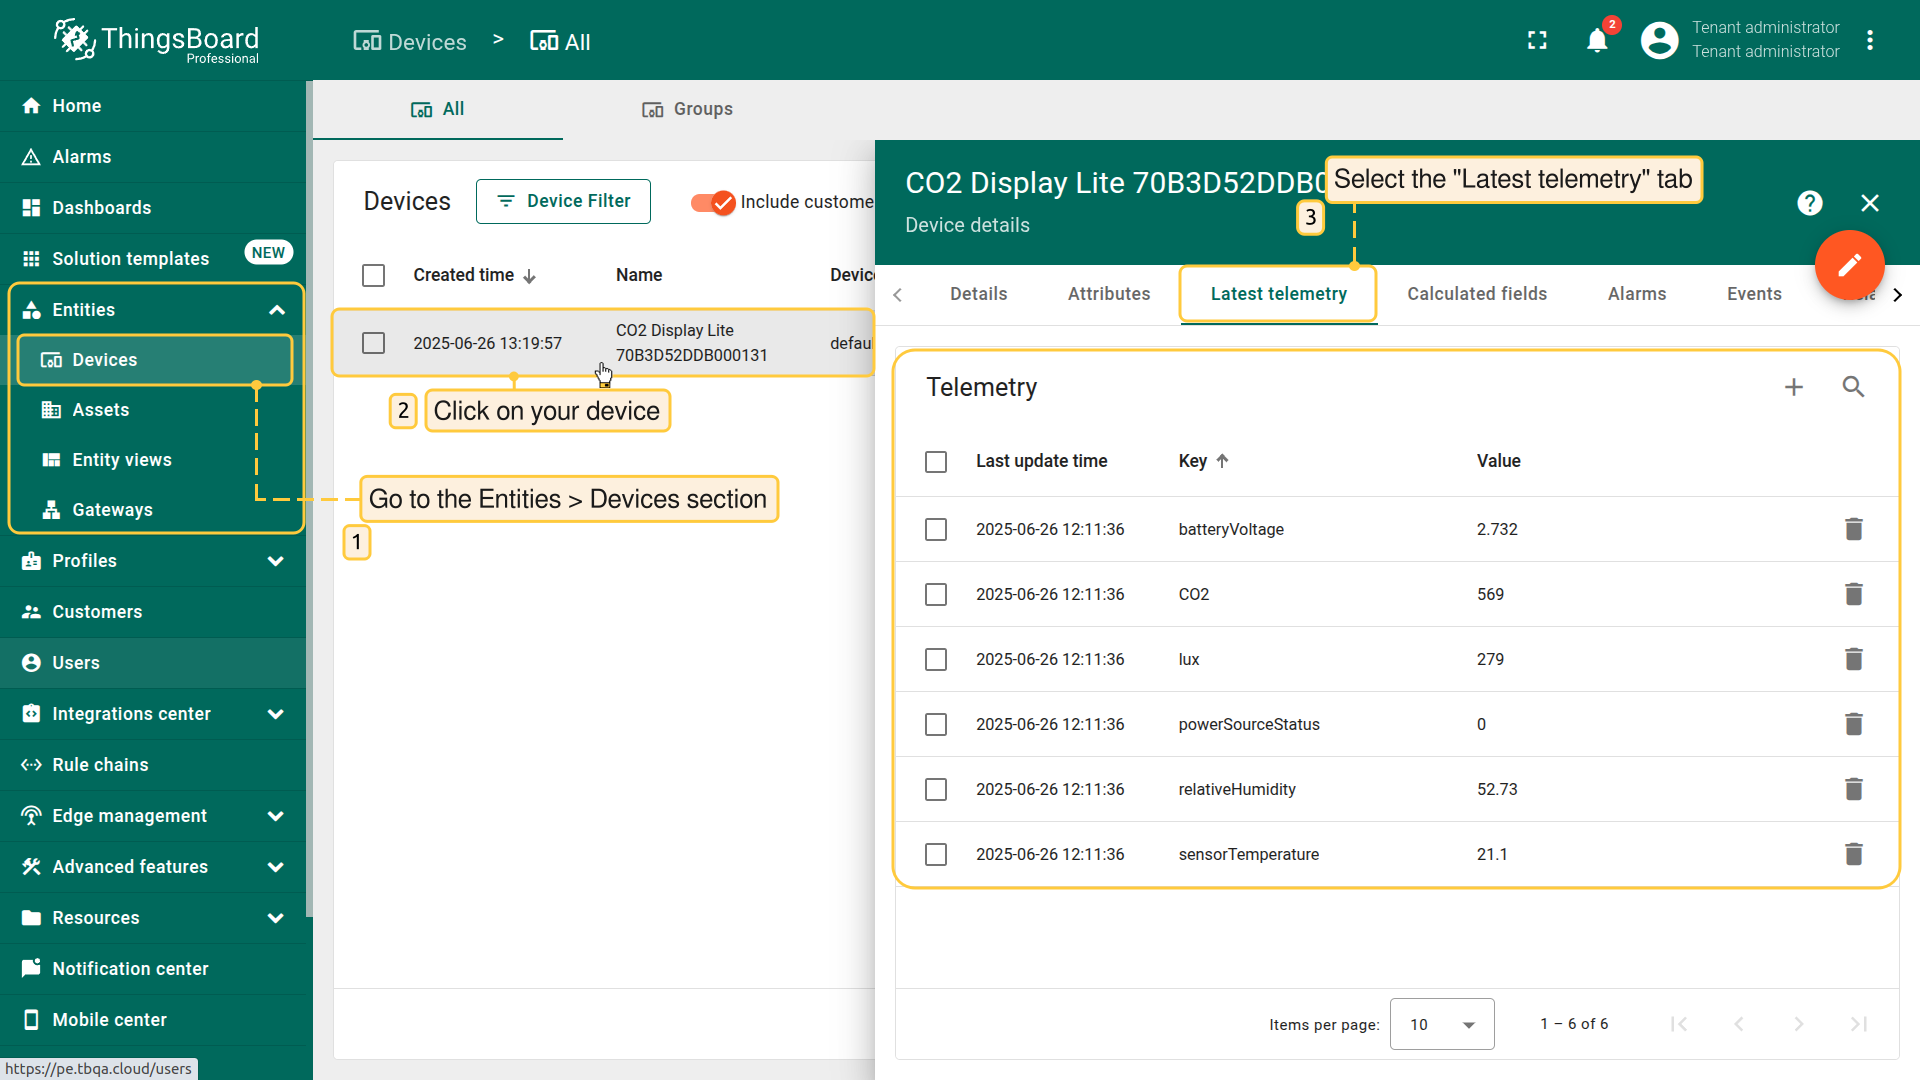 ThingsBoard
Professional
Devices > All
2
Tenant administrator
Tenant administrator
Home
Alarms
Dashboards
Solution templates NEW
Entities
Devices
Assets
Entity views
Gateways
Profiles
Customers
Users
Integrations center
Rule chains
Edge management
Advanced features
Resources
Notification center
Mobile center
https://pe.tbqa.cloud/users
All Groups
Devices Device Filter Include custome
Created time Name Device
2025-06-26 13:19:57 CO2 Display Lite
70B3D52DDB000131 defau
2 Click on your device
Go to the Entities > Devices section
1
CO2 Display Lite 70B3D52DDB0
Device details
Select the "Latest telemetry" tab
3
Details Attributes Latest telemetry Calculated fields Alarms Events
Telemetry
Last update time Key Value
2025-06-26 12:11:36 batteryVoltage 2.732
2025-06-26 12:11:36 CO2 569
2025-06-26 12:11:36 lux 279
2025-06-26 12:11:36 powerSourceStatus 0
2025-06-26 12:11:36 relativeHumidity 52.73
2025-06-26 12:11:36 sensorTemperature 21.1
Items per page: 10 1 – 6 of 6